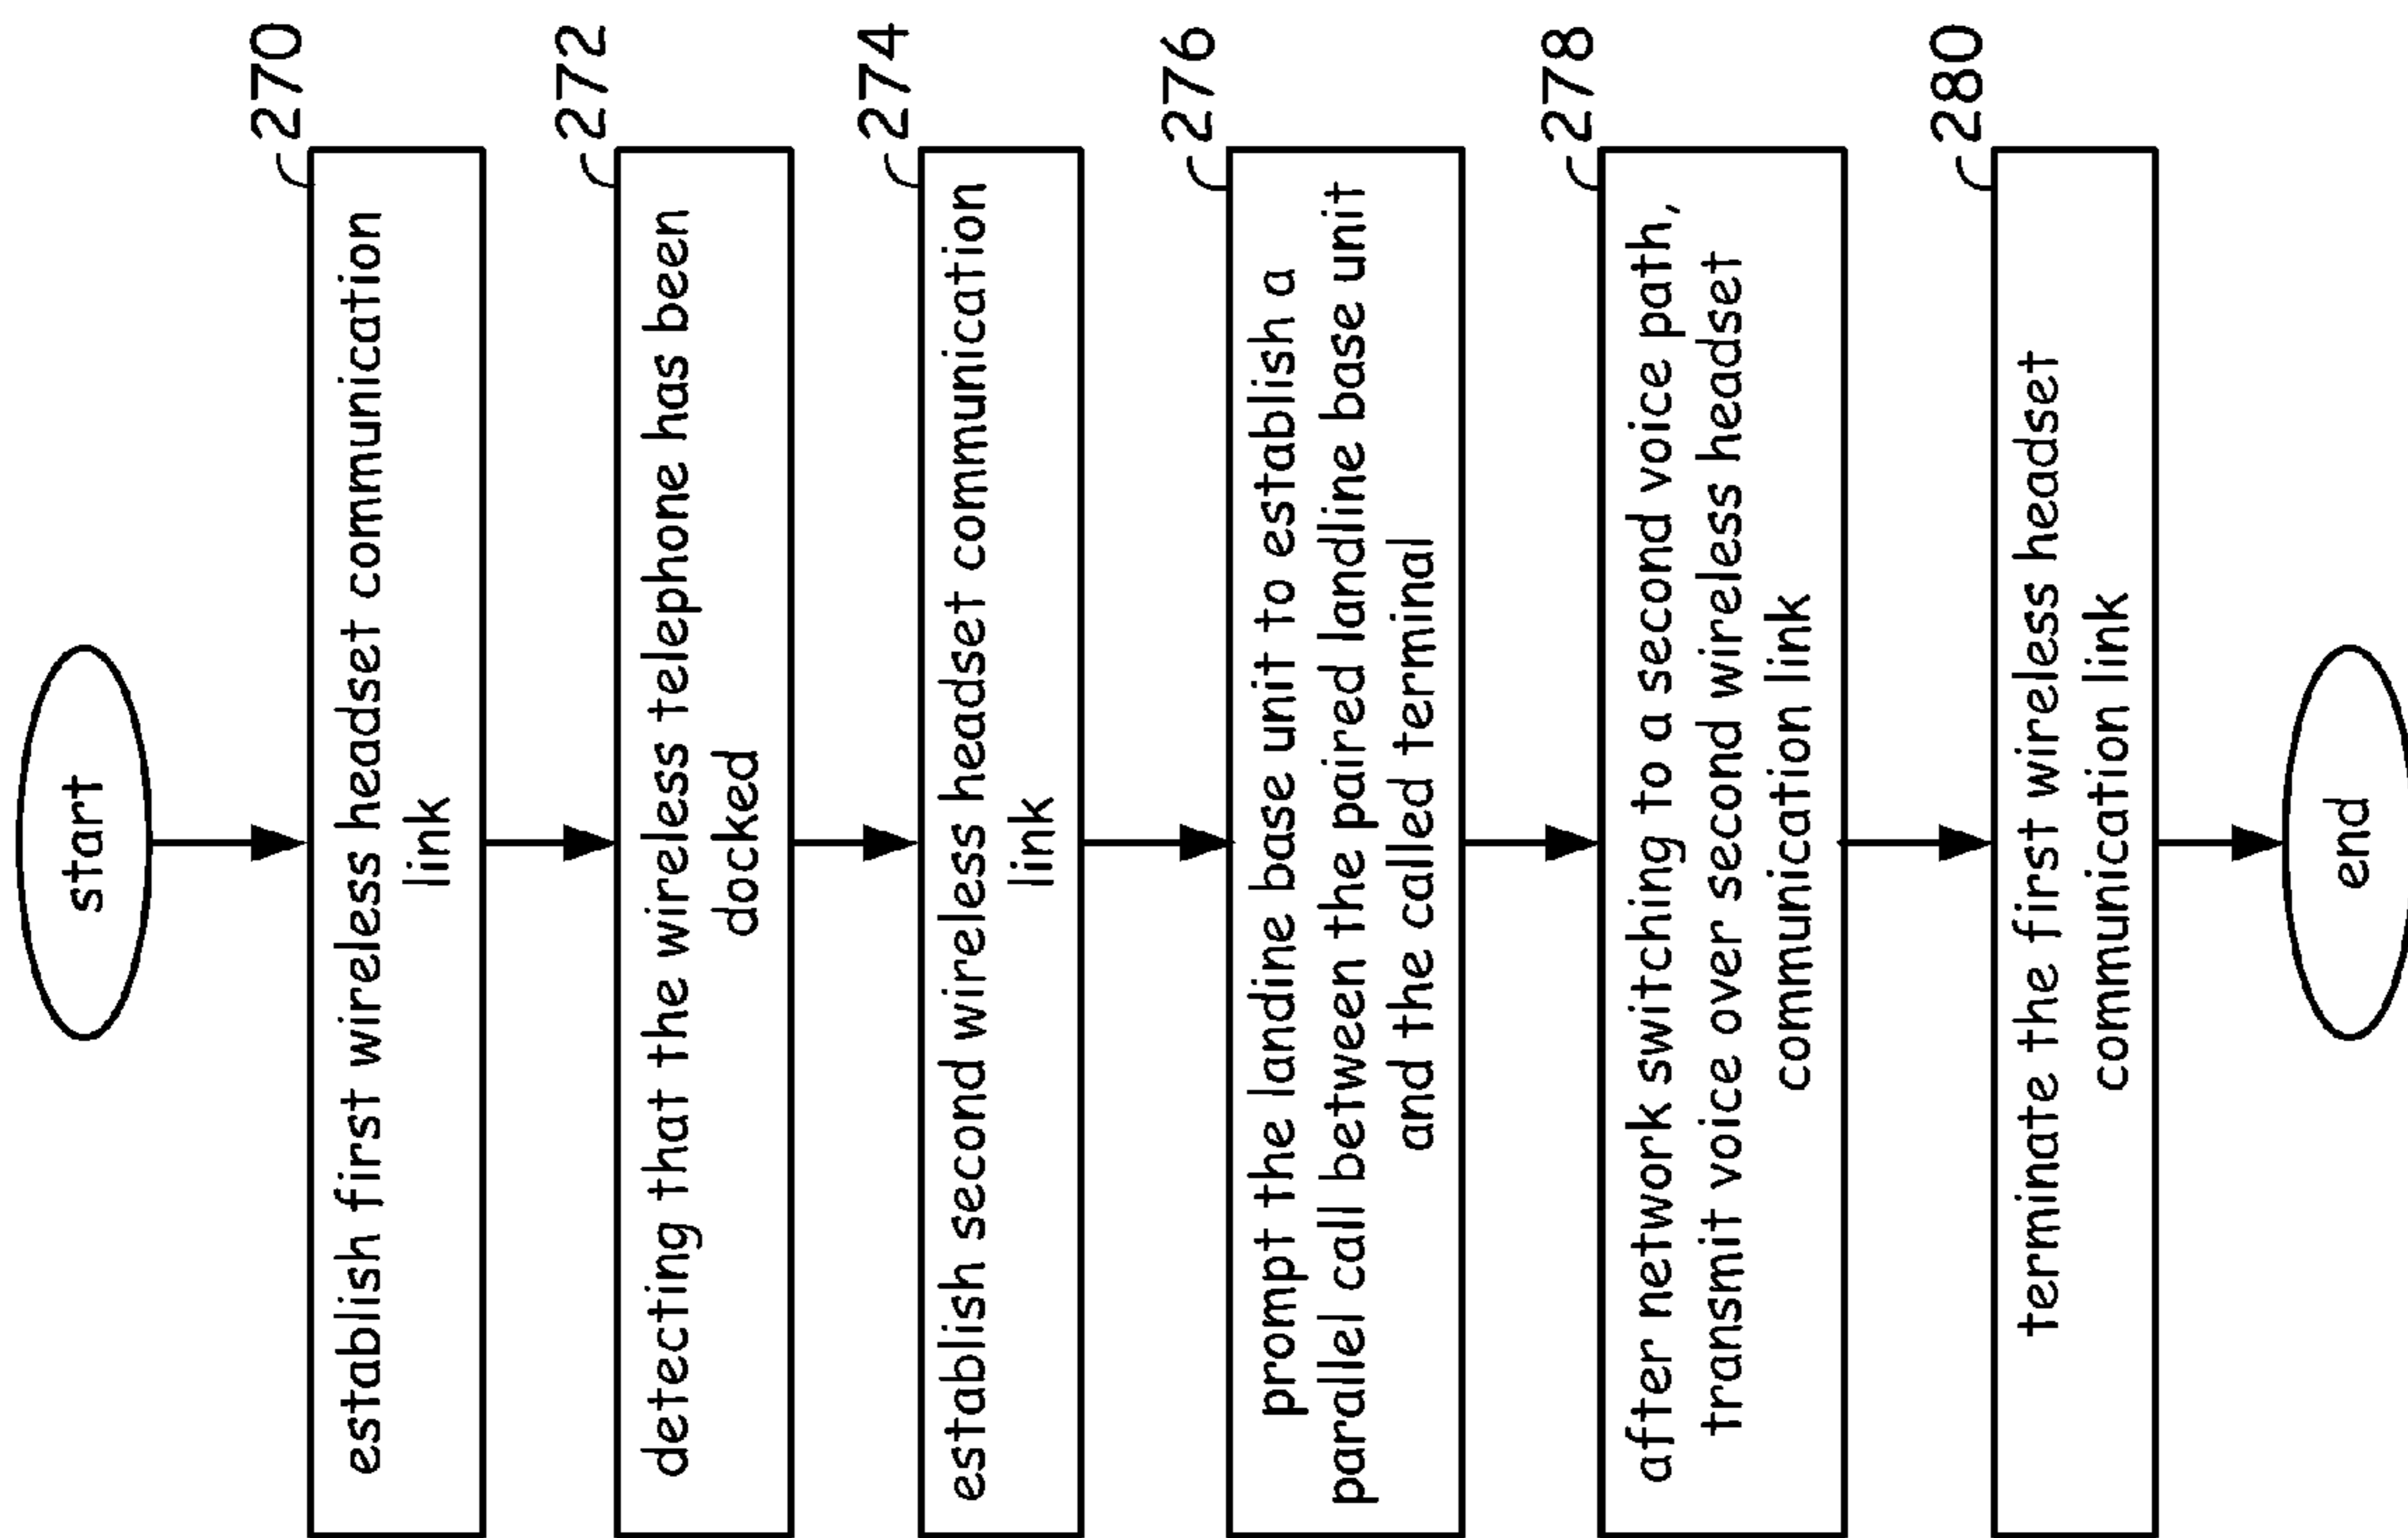 start
270
establish first wireless headset communication
link
272
detecting that the wireless telephone has been
docked
274
establish second wireless headset communication
link
276
prompt the landine base unit to establish a
parallel call between the paired landline base unit
and the called terminal
278
after network switching to a second voice path,
transmit voice over second wireless headset
communication link
280
terminate the first wireless headset
communication link
end